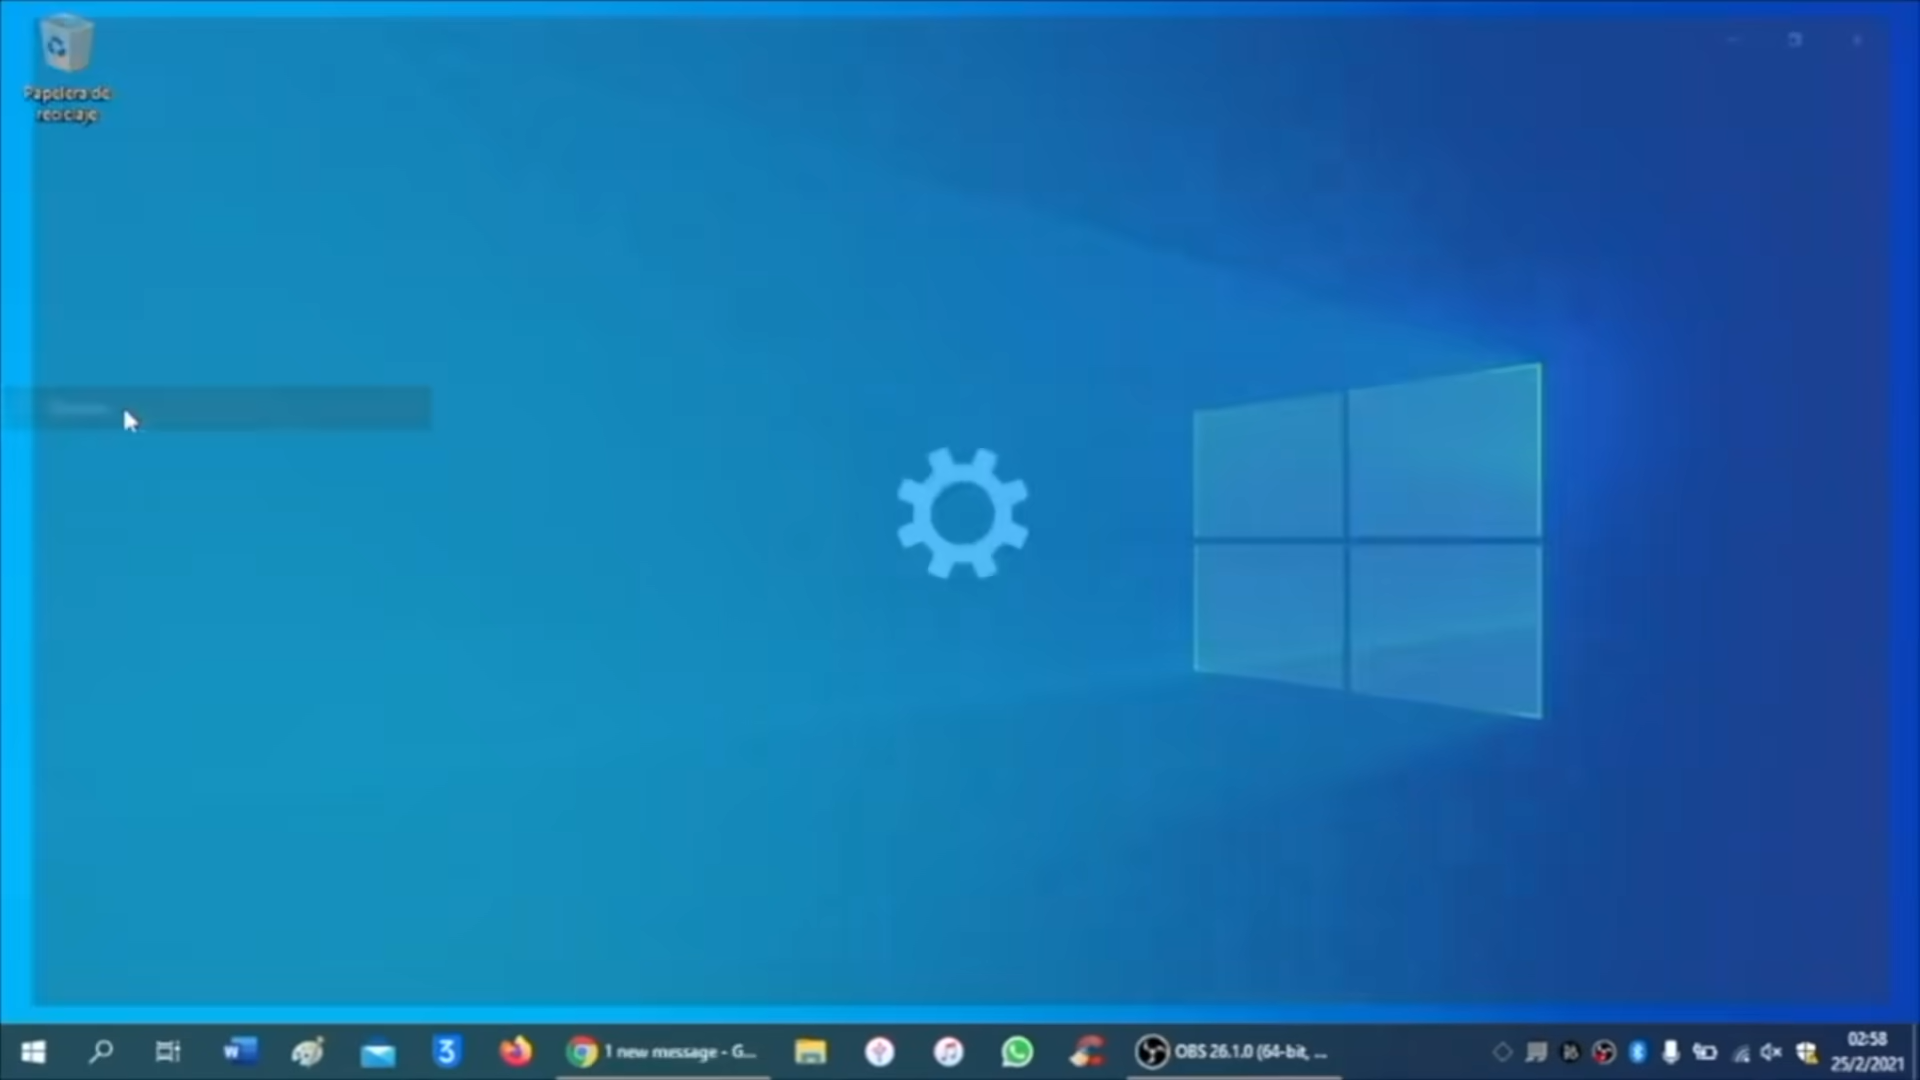 Papelera de
reciclaje
1 new message - G...
OBS 26.1.0 (64-bit, ...
02:58
25/2/2021